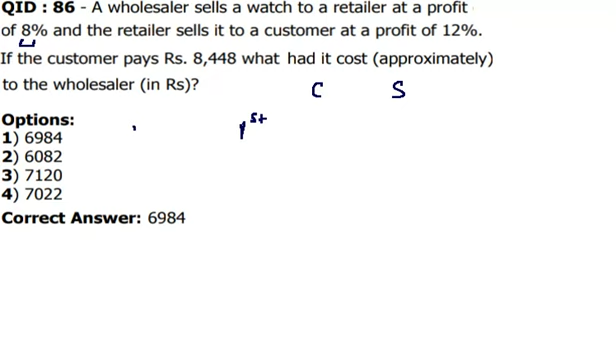 QID : 86 - A wholesaler sells a watch to a retailer at a profit
of 8% and the retailer sells it to a customer at a profit of 12%.
If the customer pays Rs. 8,448 what had it cost (approximately)
to the wholesaler (in Rs)?
C S
Options:
1st
1) 6984
2) 6082
3) 7120
4) 7022
Correct Answer: 6984